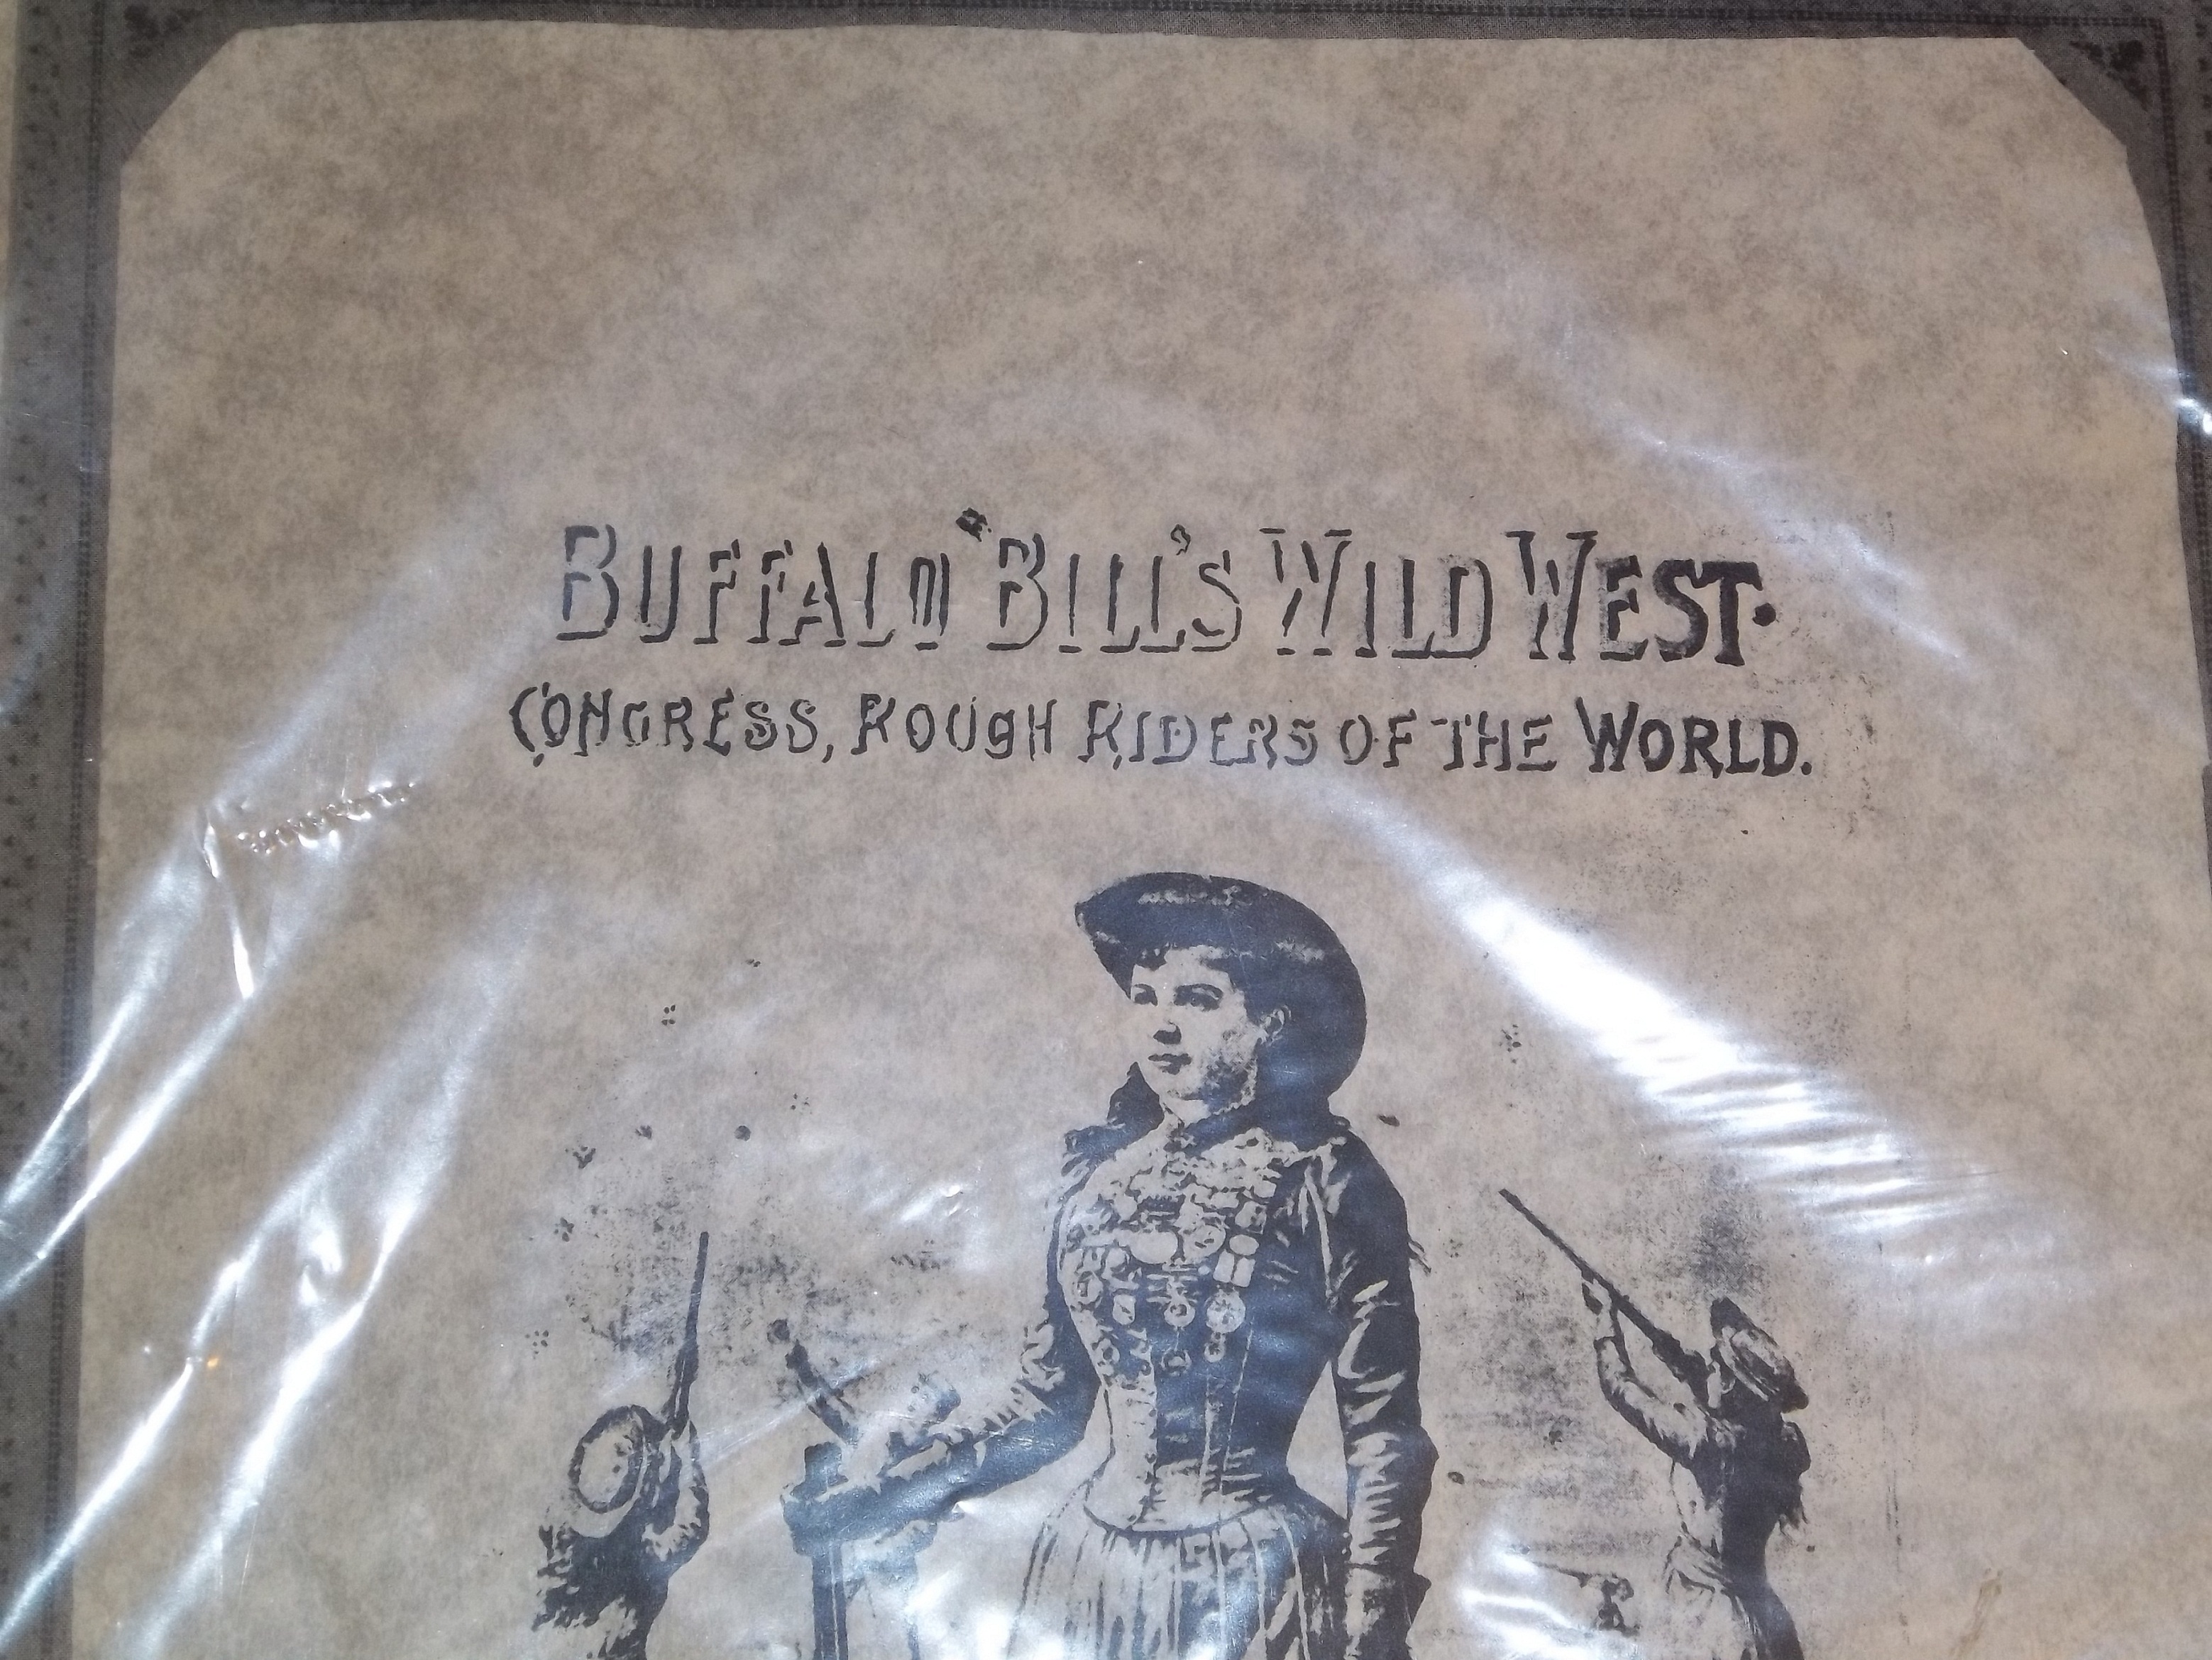 BUFFALO BILL'S WILD WEST.
CONGRESS, ROUGH RIDERS OF THE WORLD.